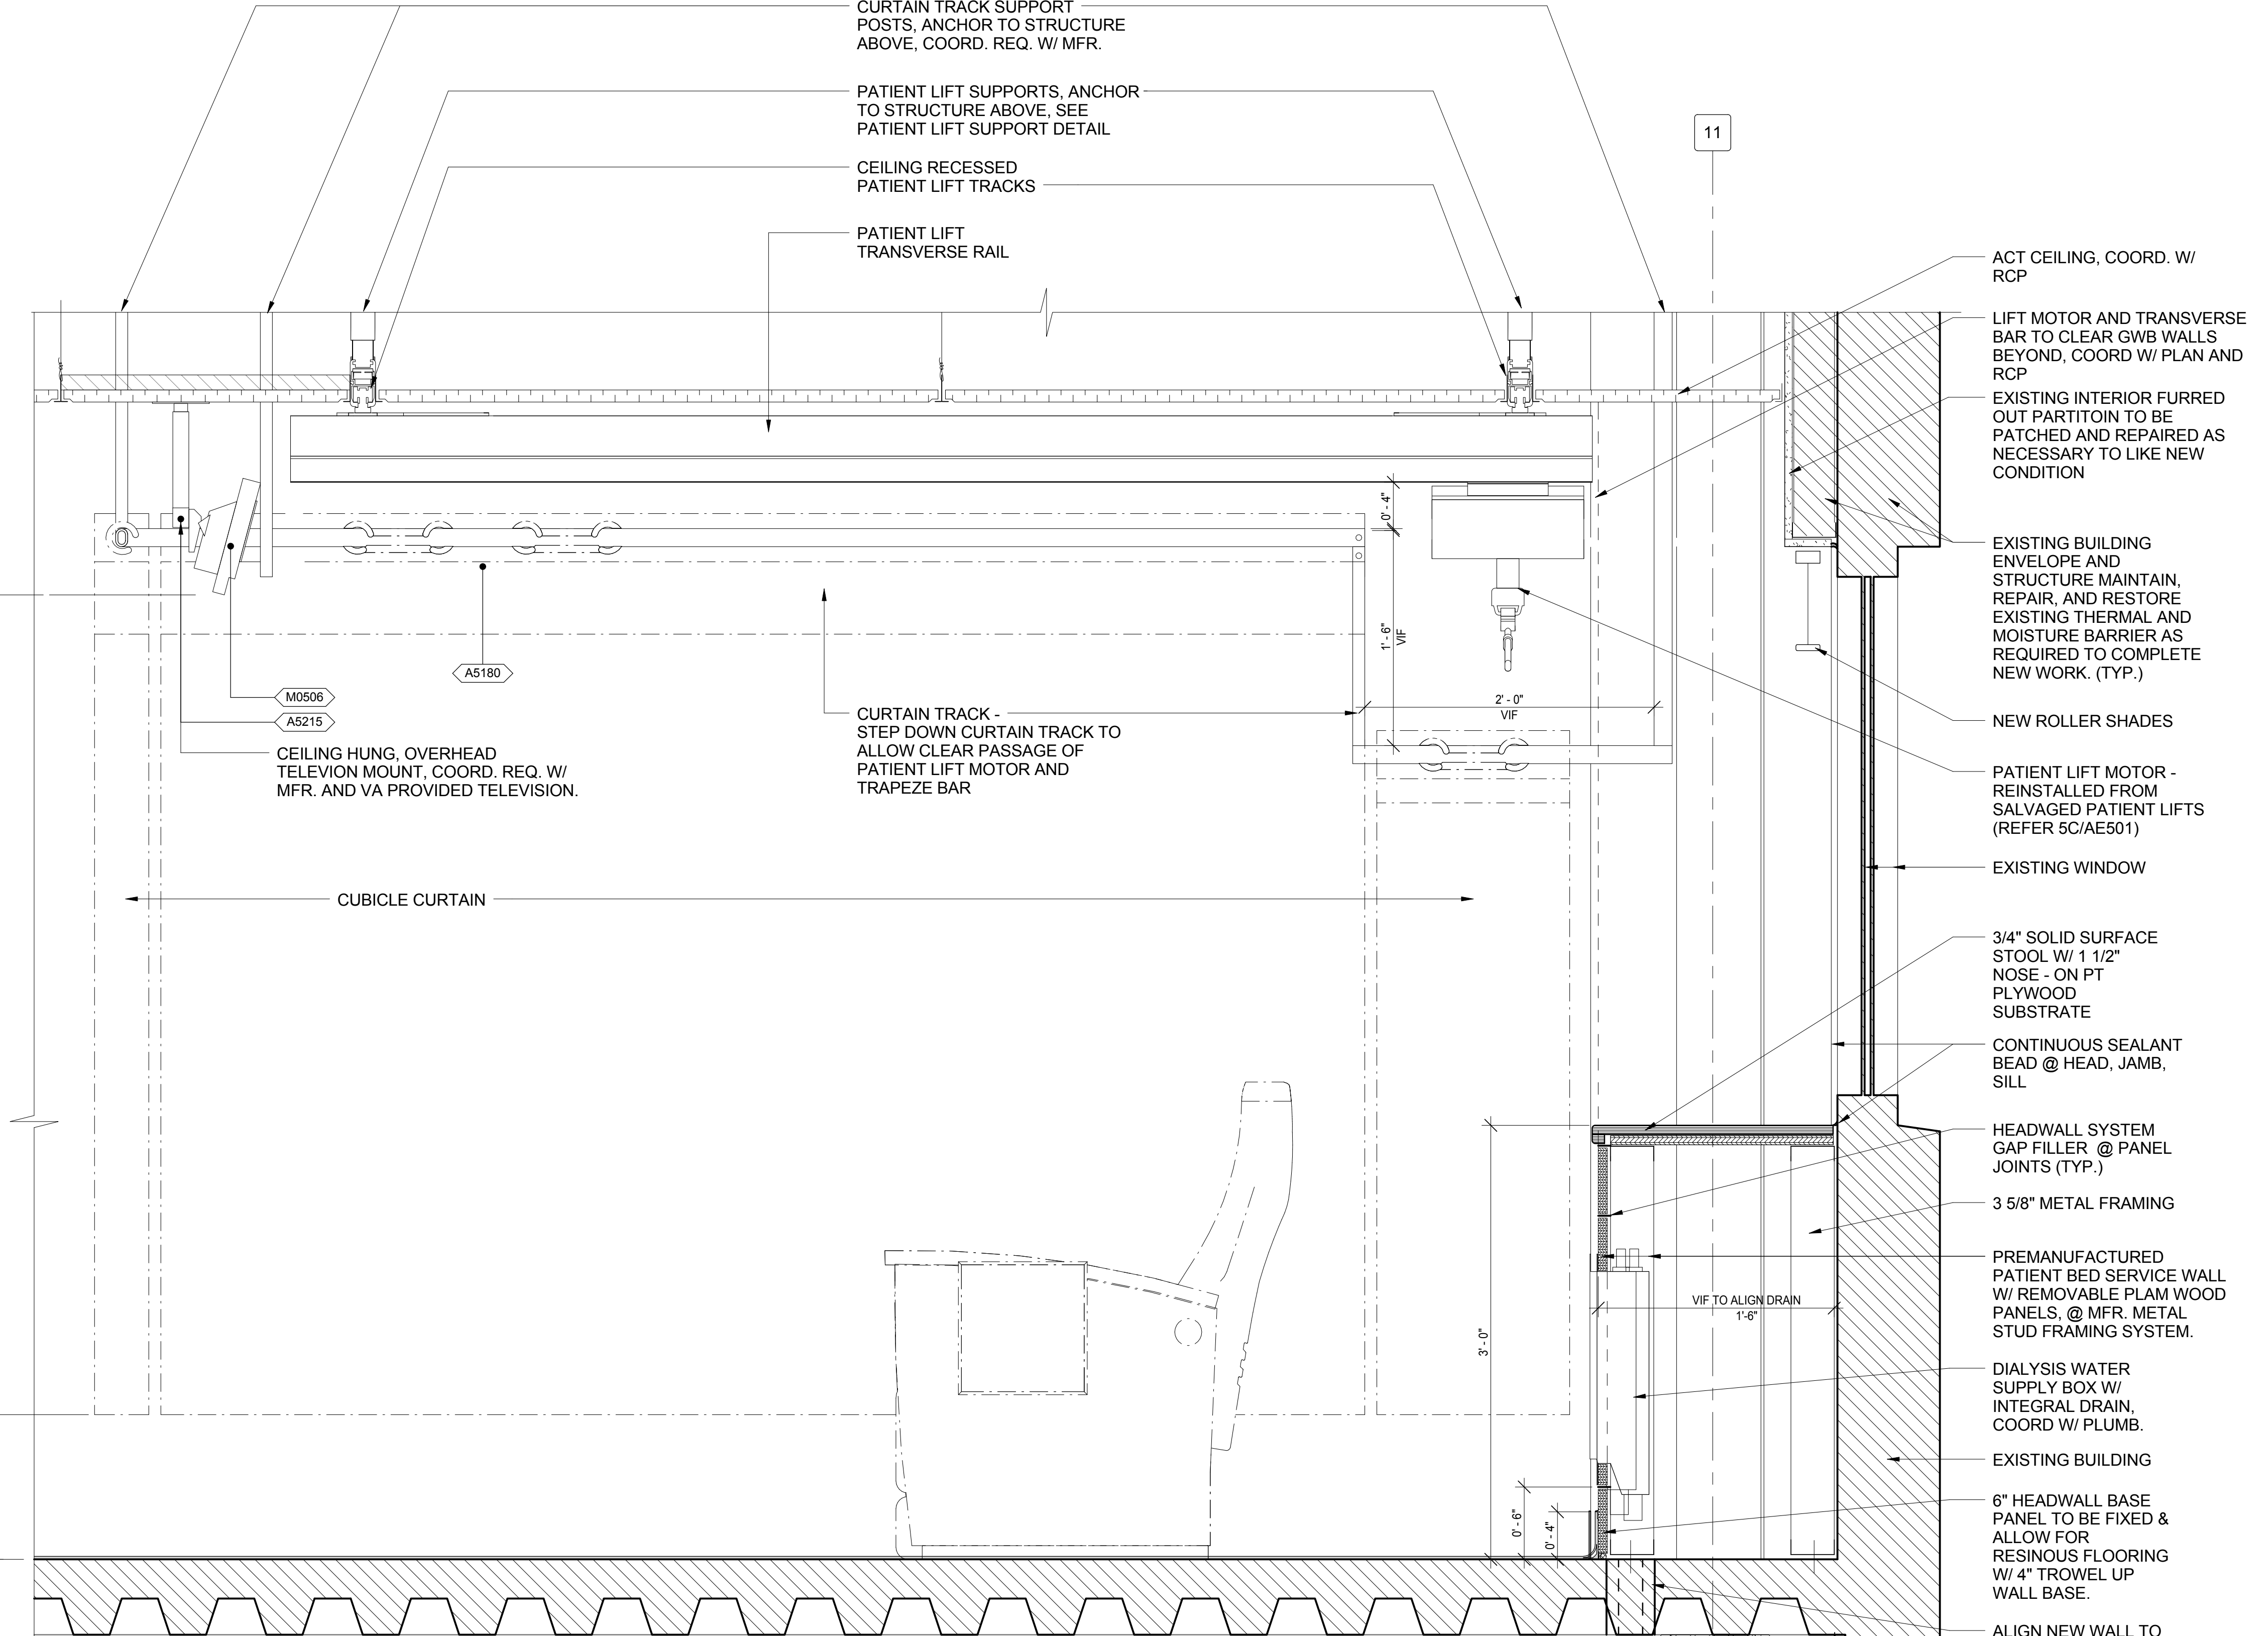 CURTAIN TRACK SUPPORT
POSTS, ANCHOR TO STRUCTURE
ABOVE, COORD. REQ. W/ MFR.
PATIENT LIFT SUPPORTS, ANCHOR
TO STRUCTURE ABOVE, SEE
PATIENT LIFT SUPPORT DETAIL
CEILING RECESSED
PATIENT LIFT TRACKS
PATIENT LIFT
TRANSVERSE RAIL
11
ACT CEILING, COORD. W/
RCP
LIFT MOTOR AND TRANSVERSE
BAR TO CLEAR GWB WALLS
BEYOND, COORD W/ PLAN AND
RCP
EXISTING INTERIOR FURRED
OUT PARTITOIN TO BE
PATCHED AND REPAIRED AS
NECESSARY TO LIKE NEW
CONDITION
EXISTING BUILDING
ENVELOPE AND
STRUCTURE MAINTAIN,
REPAIR, AND RESTORE
EXISTING THERMAL AND
MOISTURE BARRIER AS
REQUIRED TO COMPLETE
NEW WORK. (TYP.)
NEW ROLLER SHADES
PATIENT LIFT MOTOR -
REINSTALLED FROM
SALVAGED PATIENT LIFTS
(REFER 5C/AE501)
EXISTING WINDOW
3/4" SOLID SURFACE
STOOL W/ 1 1/2"
NOSE - ON PT
PLYWOOD
SUBSTRATE
CONTINUOUS SEALANT
BEAD @ HEAD, JAMB,
SILL
HEADWALL SYSTEM
GAP FILLER @ PANEL
JOINTS (TYP.)
3 5/8" METAL FRAMING
PREMANUFACTURED
PATIENT BED SERVICE WALL
W/ REMOVABLE PLAM WOOD
PANELS, @ MFR. METAL
STUD FRAMING SYSTEM.
DIALYSIS WATER
SUPPLY BOX W/
INTEGRAL DRAIN,
COORD W/ PLUMB.
EXISTING BUILDING
6" HEADWALL BASE
PANEL TO BE FIXED &
ALLOW FOR
RESINOUS FLOORING
W/ 4" TROWEL UP
WALL BASE.
ALIGN NEW WALL TO
0' - 4"
1' - 6"
VIF
2' - 0"
VIF
A5180
M0506
A5215
CEILING HUNG, OVERHEAD
TELEVION MOUNT, COORD. REQ. W/
MFR. AND VA PROVIDED TELEVISION.
CURTAIN TRACK -
STEP DOWN CURTAIN TRACK TO
ALLOW CLEAR PASSAGE OF
PATIENT LIFT MOTOR AND
TRAPEZE BAR
CUBICLE CURTAIN
VIF TO ALIGN DRAIN
1'-6"
3' - 0"
0' - 6"
0' - 4"